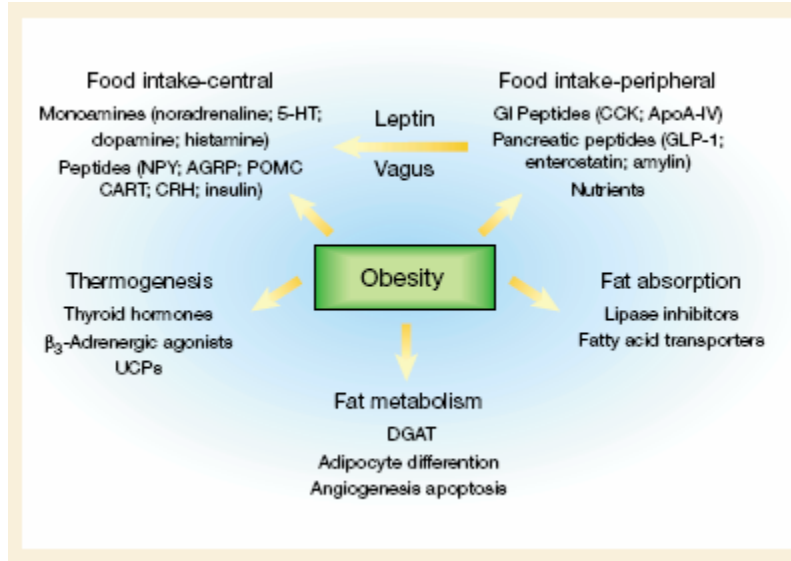 Food intake-central
Monoamines (noradrenaline; 5-HT;
dopamine; histamine)
Peptides (NPY; AGRP; POMC
CART; CRH; insulin)
Leptin
Vagus
Food intake-peripheral
GI Peptides (CCK; ApoA-IV)
Pancreatic peptides (GLP-1;
enterostatin; amylin)
Nutrients
Obesity
Thermogenesis
Thyroid hormones
β₃-Adrenergic agonists
UCPs
Fat absorption
Lipase inhibitors
Fatty acid transporters
Fat metabolism
DGAT
Adipocyte differention
Angiogenesis apoptosis